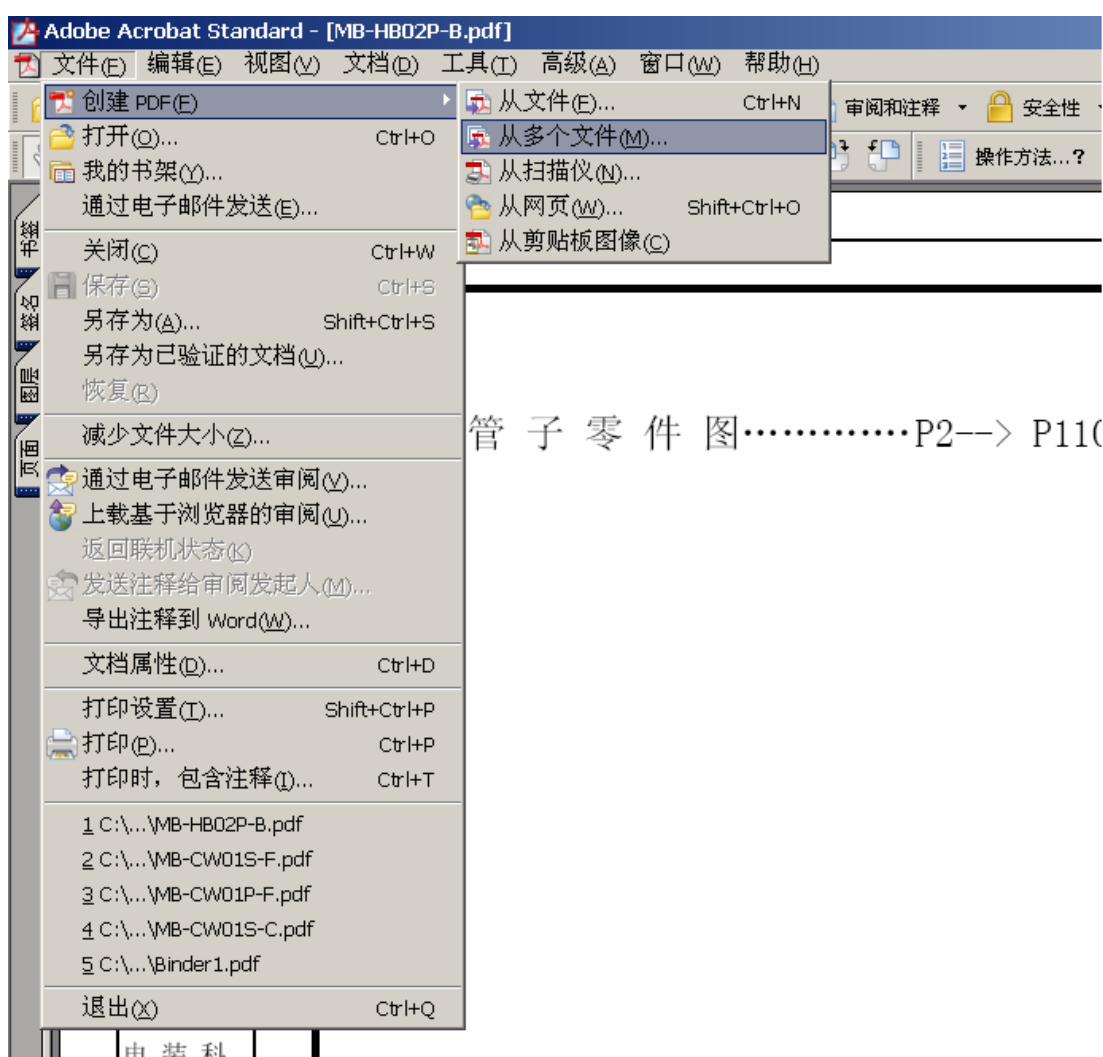 Adobe Acrobat Standard - [MB-HB02P-B.pdf]
文件(F) 编辑(E) 视图(V) 文档(D) 工具(T) 高级(A) 窗口(W) 帮助(H)
创建 PDF(F)
打开(O)... Ctrl+O
我的书架(Y)...
通过电子邮件发送(E)...
关闭(C) Ctrl+W
保存(S) Ctrl+S
另存为(A)... Shift+Ctrl+S
另存为已验证的文档(U)...
恢复(R)
减少文件大小(Z)...
通过电子邮件发送审阅(V)...
上载基于浏览器的审阅(U)...
返回联机状态(K)
发送注释给审阅发起人(M)...
导出注释到 Word(W)...
文档属性(D)... Ctrl+D
打印设置(T)... Shift+Ctrl+P
打印(P)... Ctrl+P
打印时，包含注释(I)... Ctrl+T
1 C:\...\MB-HB02P-B.pdf
2 C:\...\MB-CW01S-F.pdf
3 C:\...\MB-CW01P-F.pdf
4 C:\...\MB-CW01S-C.pdf
5 C:\...\Binder1.pdf
退出(X) Ctrl+Q
从文件(F)... Ctrl+N
从多个文件(M)...
从扫描仪(N)...
从网页(W)... Shift+Ctrl+O
从剪贴板图像(C)
审阅和注释 安全性
操作方法...?
书签
签名
图层
页面
管子零件图·············P2--> P110
电装科